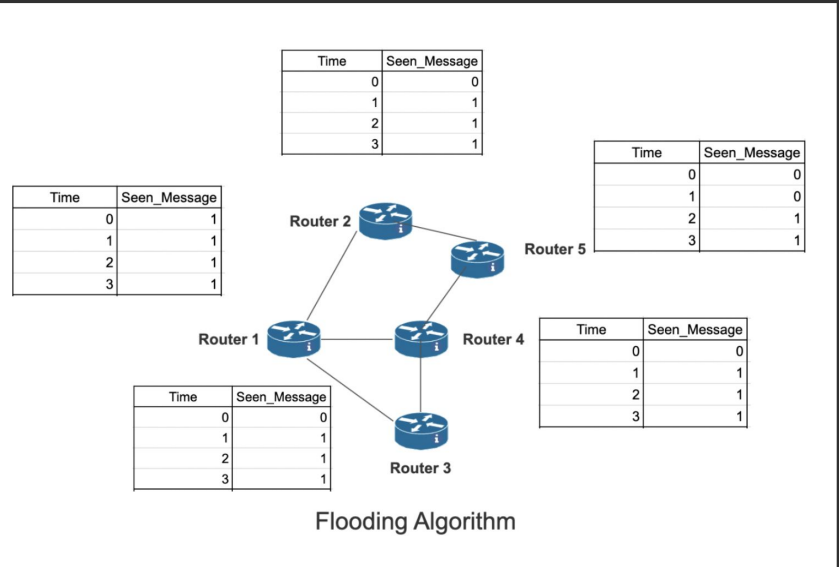 Time Seen_Message
0 0
1 1
2 1
3 1
Time Seen_Message
0 0
1 0
2 1
3 1
Time Seen_Message
0 1
1 1
2 1
3 1
Router 2
Router 5
Router 1
Router 4
Time Seen_Message
0 0
1 1
2 1
3 1
Time Seen_Message
0 0
1 1
2 1
3 1
Router 3
Flooding Algorithm